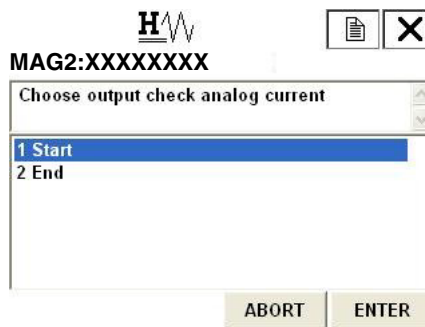 H
MAG2:XXXXXXXX
Choose output check analog current
1 Start
2 End
ABORT ENTER